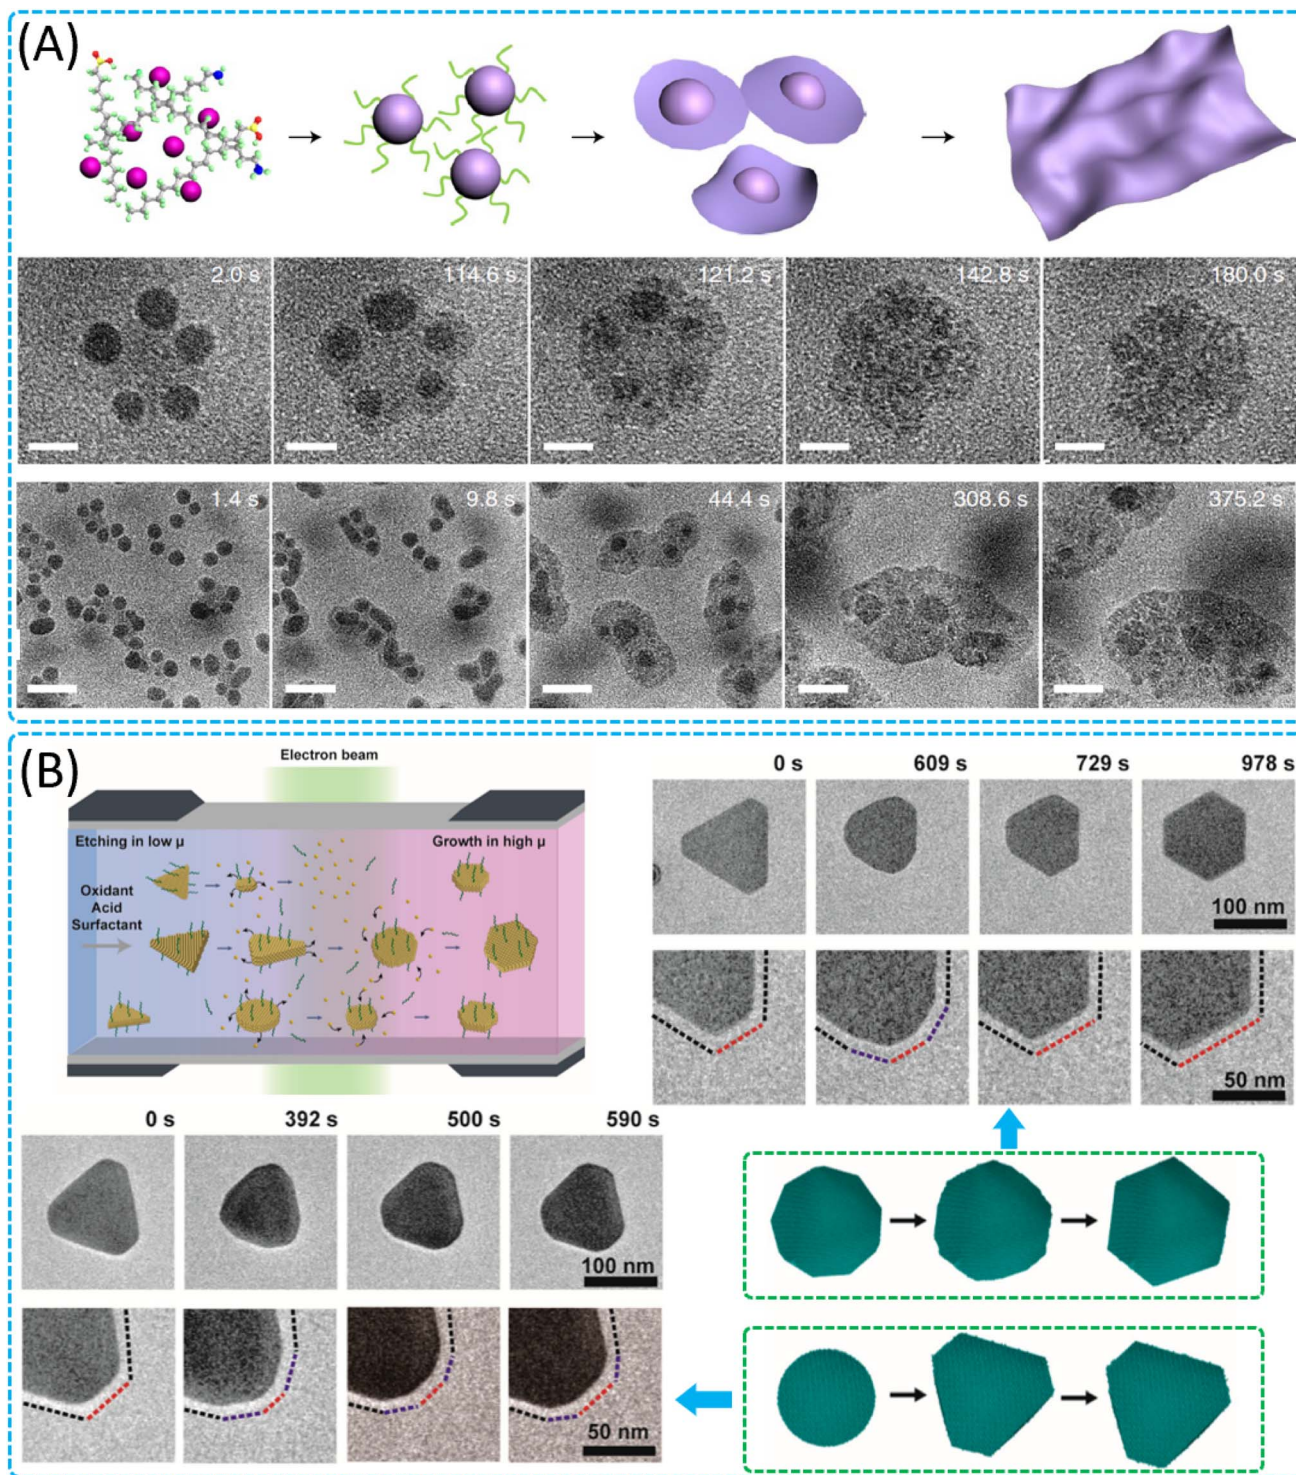 (A)
2.0 s
114.6 s
121.2 s
142.8 s
180.0 s
1.4 s
9.8 s
44.4 s
308.6 s
375.2 s
(B)
Electron beam
Etching in low µ
Growth in high µ
Oxidant
Acid
Surfactant
0 s
609 s
729 s
978 s
100 nm
50 nm
0 s
392 s
500 s
590 s
100 nm
50 nm